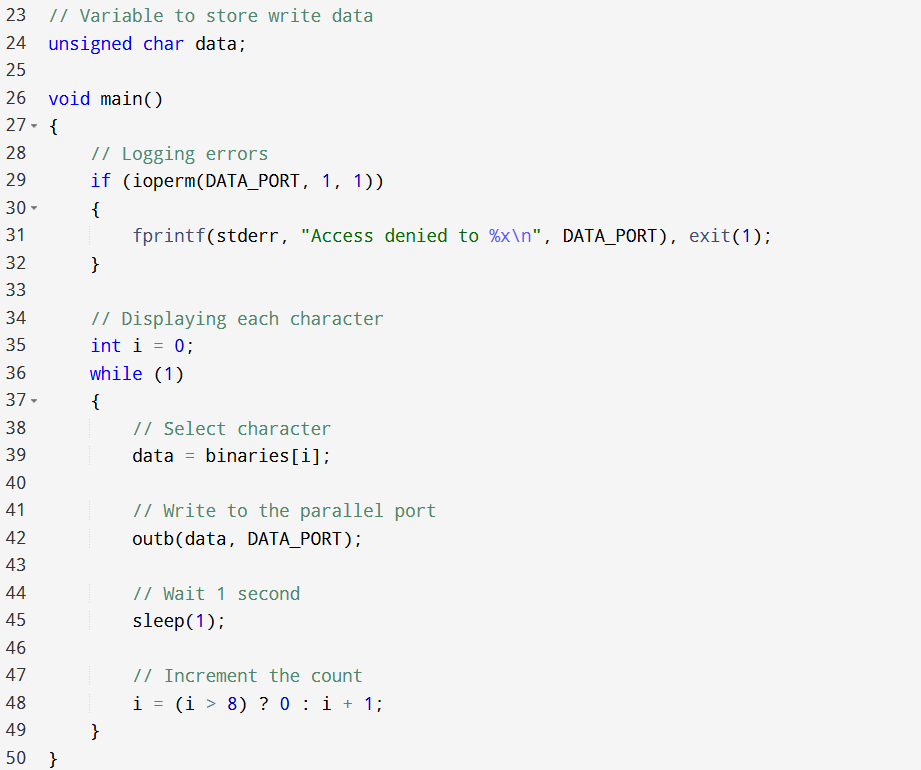 23 // Variable to store write data
24 unsigned char data;
25
26 void main()
27 {
28     // Logging errors
29     if (ioperm(DATA_PORT, 1, 1))
30     {
31         fprintf(stderr, "Access denied to %x\n", DATA_PORT), exit(1);
32     }
33
34     // Displaying each character
35     int i = 0;
36     while (1)
37     {
38         // Select character
39         data = binaries[i];
40
41         // Write to the parallel port
42         outb(data, DATA_PORT);
43
44         // Wait 1 second
45         sleep(1);
46
47         // Increment the count
48         i = (i > 8) ? 0 : i + 1;
49     }
50 }